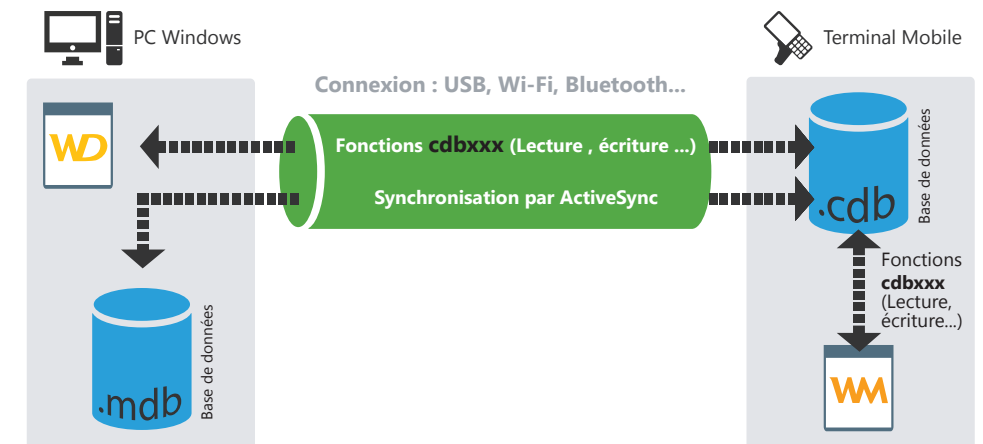 PC Windows
Terminal Mobile
Connexion : USB, Wi-Fi, Bluetooth...
WD
Fonctions cdbxxx (Lecture , écriture ...)
Synchronisation par ActiveSync
.cdb
Base de données
Fonctions
cdbxxx
(Lecture,
écriture...)
.mdb
Base de données
WM